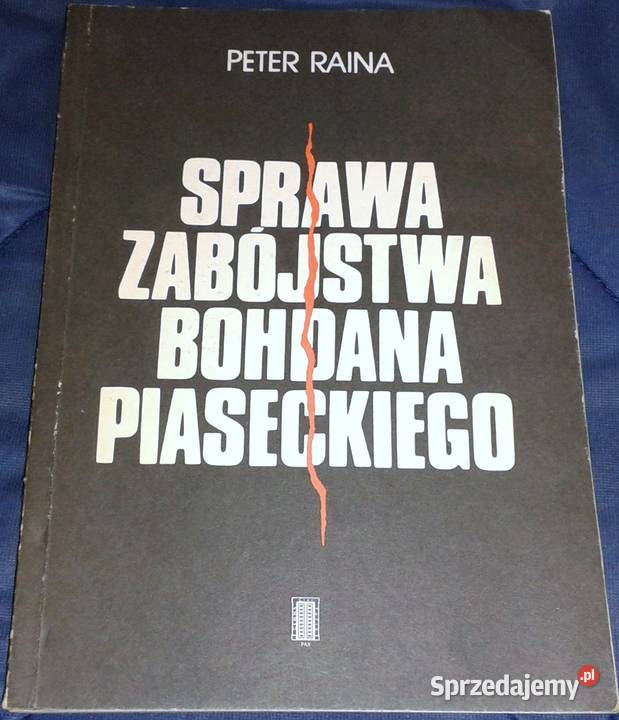 PETER RAINA
SPRAWA
ZABÓJSTWA
BOHDANA
PIASECKIEGO
PAX
Sprzedajemy.pl